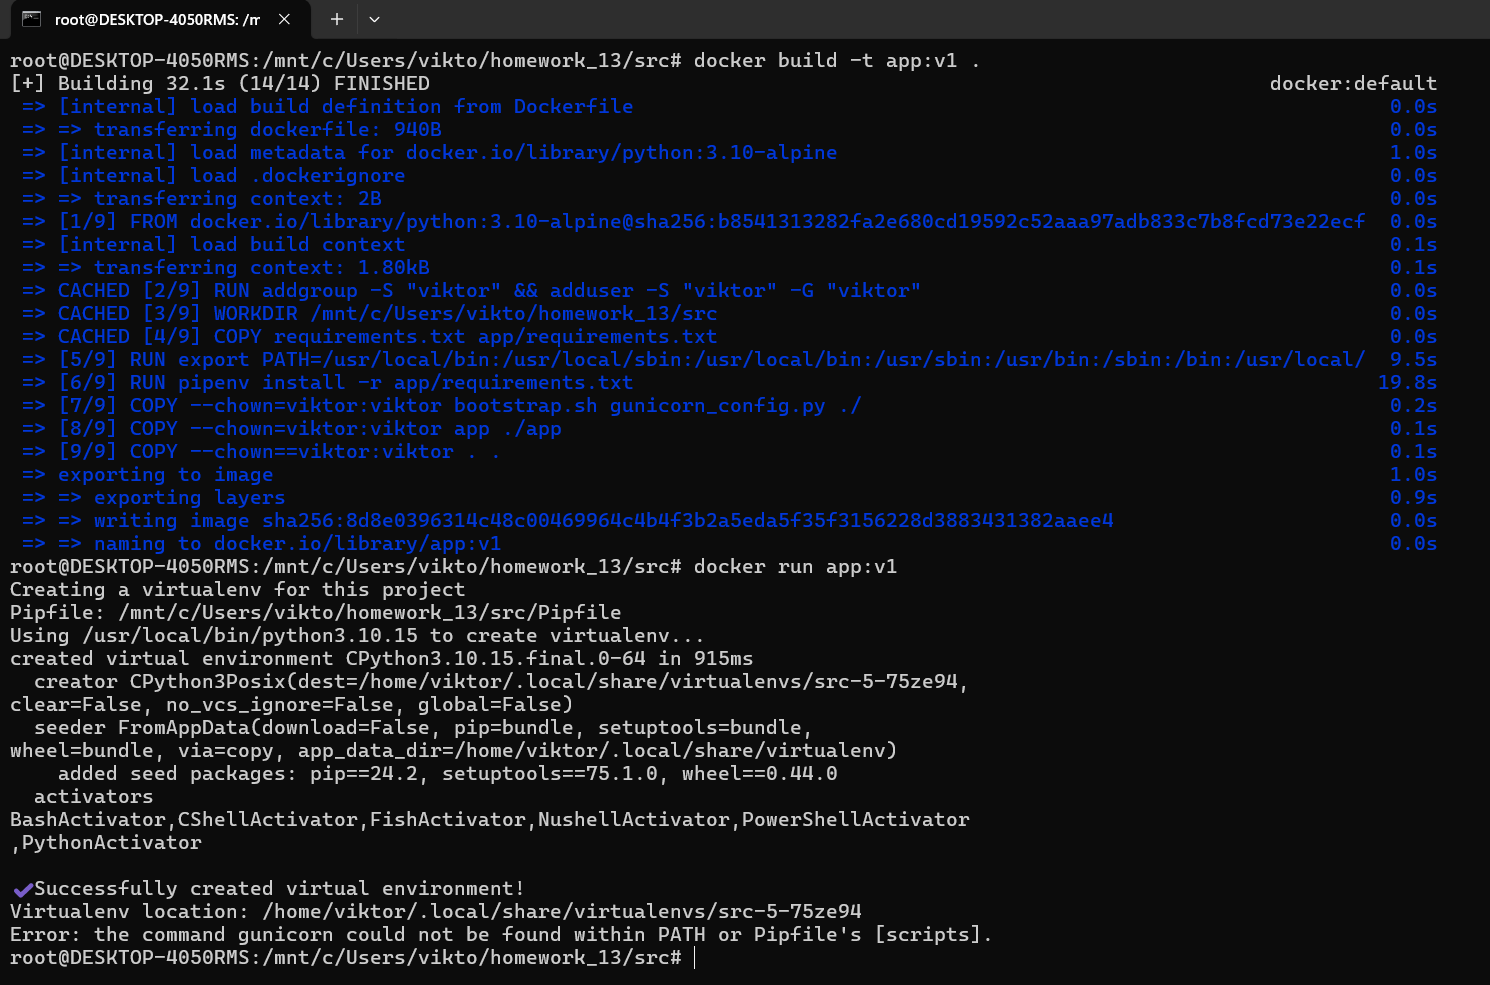 root@DESKTOP-4050RMS: /m
root@DESKTOP-4050RMS:/mnt/c/Users/vikto/homework_13/src# docker build -t app:v1 .
[+] Building 32.1s (14/14) FINISHED docker:default
=> [internal] load build definition from Dockerfile 0.0s
=> => transferring dockerfile: 940B 0.0s
=> [internal] load metadata for docker.io/library/python:3.10-alpine 1.0s
=> [internal] load .dockerignore 0.0s
=> => transferring context: 2B 0.0s
=> [1/9] FROM docker.io/library/python:3.10-alpine@sha256:b8541313282fa2e680cd19592c52aaa97adb833c7b8fcd73e22ecf 0.0s
=> [internal] load build context 0.1s
=> => transferring context: 1.80kB 0.1s
=> CACHED [2/9] RUN addgroup -S "viktor" && adduser -S "viktor" -G "viktor" 0.0s
=> CACHED [3/9] WORKDIR /mnt/c/Users/vikto/homework_13/src 0.0s
=> CACHED [4/9] COPY requirements.txt app/requirements.txt 0.0s
=> [5/9] RUN export PATH=/usr/local/bin:/usr/local/sbin:/usr/local/bin:/usr/sbin:/usr/bin:/sbin:/bin:/usr/local/ 9.5s
=> [6/9] RUN pipenv install -r app/requirements.txt 19.8s
=> [7/9] COPY --chown=viktor:viktor bootstrap.sh gunicorn_config.py ./ 0.2s
=> [8/9] COPY --chown=viktor:viktor app ./app 0.1s
=> [9/9] COPY --chown==viktor:viktor . . 0.1s
=> exporting to image 1.0s
=> => exporting layers 0.9s
=> => writing image sha256:8d8e0396314c48c00469964c4b4f3b2a5eda5f35f3156228d3883431382aaee4 0.0s
=> => naming to docker.io/library/app:v1 0.0s
root@DESKTOP-4050RMS:/mnt/c/Users/vikto/homework_13/src# docker run app:v1
Creating a virtualenv for this project
Pipfile: /mnt/c/Users/vikto/homework_13/src/Pipfile
Using /usr/local/bin/python3.10.15 to create virtualenv...
created virtual environment CPython3.10.15.final.0-64 in 915ms
creator CPython3Posix(dest=/home/viktor/.local/share/virtualenvs/src-5-75ze94,
clear=False, no_vcs_ignore=False, global=False)
seeder FromAppData(download=False, pip=bundle, setuptools=bundle,
wheel=bundle, via=copy, app_data_dir=/home/viktor/.local/share/virtualenv)
added seed packages: pip==24.2, setuptools==75.1.0, wheel==0.44.0
activators
BashActivator,CShellActivator,FishActivator,NushellActivator,PowerShellActivator
,PythonActivator
✔Successfully created virtual environment!
Virtualenv location: /home/viktor/.local/share/virtualenvs/src-5-75ze94
Error: the command gunicorn could not be found within PATH or Pipfile's [scripts].
root@DESKTOP-4050RMS:/mnt/c/Users/vikto/homework_13/src#